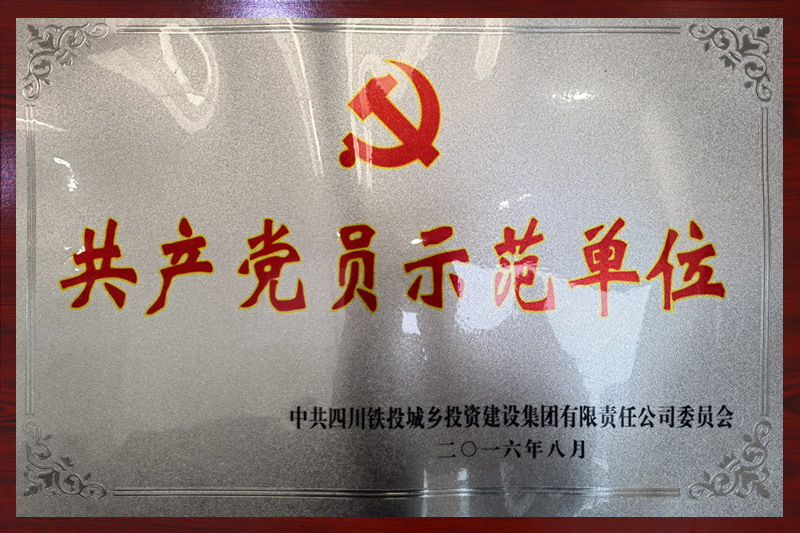 共产党员示范单位
中共四川铁投城乡投资建设集团有限责任公司委员会
二〇一六年八月